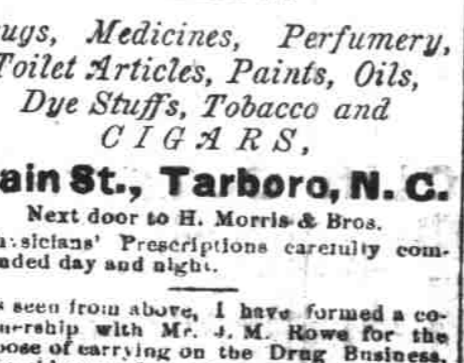 ugs, Medicines, Perfumery,
Toilet Articles, Paints, Oils,
Dye Stuffs, Tobacco and
CIGARS,
ain St., Tarboro, N. C.
Next door to H. Morris & Bros.
sicians' Prescriptions carefully com-
nded day and night.
s seen from above, I have formed a co-
nership with Mr. J. M. Rowe for the
pose of carrying on the Drug Business,